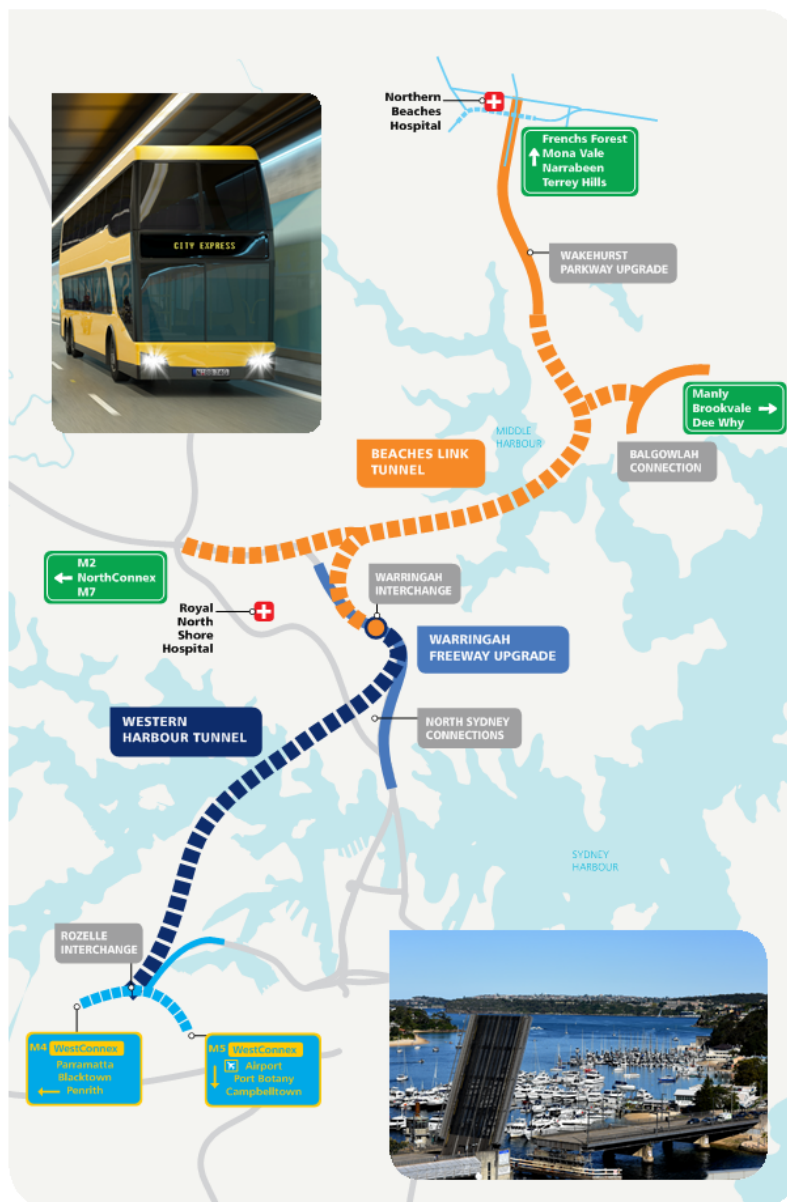 Northern
Beaches
Hospital
Frenchs Forest
Mona Vale
Narrabeen
Terrey Hills
CITY EXPRESS
WAKEHURST
PARKWAY UPGRADE
Manly
Brookvale
Dee Why
MIDDLE
HARBOUR
BEACHES LINK
TUNNEL
BALGOWLAH
CONNECTION
M2
NorthConnex
M7
WARRINGAH
INTERCHANGE
Royal
North
Shore
Hospital
WARRINGAH
FREEWAY UPGRADE
WESTERN
HARBOUR TUNNEL
NORTH SYDNEY
CONNECTIONS
SYDNEY
HARBOUR
ROZELLE
INTERCHANGE
M4 WestConnex
Parramatta
Blacktown
Penrith
M5 WestConnex
Airport
Port Botany
Campbelltown